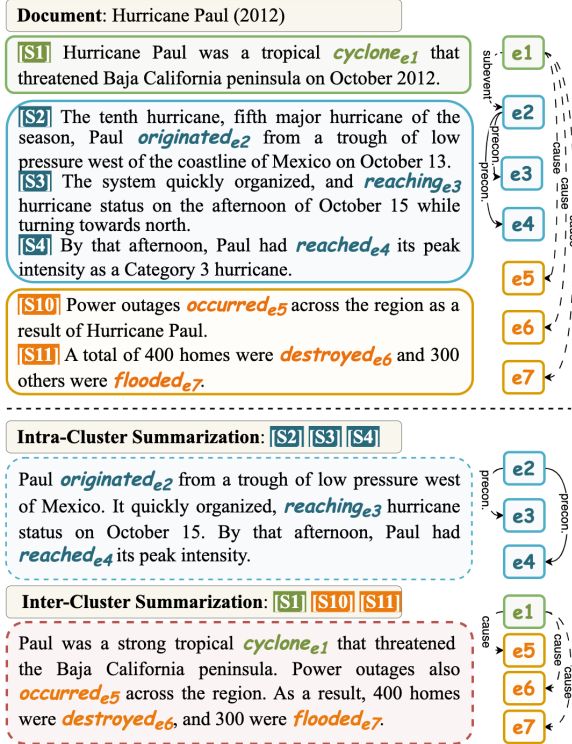 Document: Hurricane Paul (2012)
[S1] Hurricane Paul was a tropical cyclone e1 that
threatened Baja California peninsula on October 2012.
[S2] The tenth hurricane, fifth major hurricane of the
season, Paul originated e2 from a trough of low
pressure west of the coastline of Mexico on October 13.
[S3] The system quickly organized, and reaching e3
hurricane status on the afternoon of October 15 while
turning towards north.
[S4] By that afternoon, Paul had reached e4 its peak
intensity as a Category 3 hurricane.
[S10] Power outages occurred e5 across the region as a
result of Hurricane Paul.
[S11] A total of 400 homes were destroyed e6 and 300
others were flooded e7.
e1
subevent
e2
precon.
precon.
e3
cause
cause
e4
e5
e6
e7
Intra-Cluster Summarization: [S2] [S3] [S4]
Paul originated e2 from a trough of low pressure west
of Mexico. It quickly organized, reaching e3 hurricane
status on October 15. By that afternoon, Paul had
reached e4 its peak intensity.
e2
precon.
precon.
e3
e4
Inter-Cluster Summarization: [S1] [S10] [S11]
Paul was a strong tropical cyclone e1 that threatened
the Baja California peninsula. Power outages also
occurred e5 across the region. As a result, 400 homes
were destroyed e6, and 300 were flooded e7.
e1
cause
e5
cause
cause
e6
e7